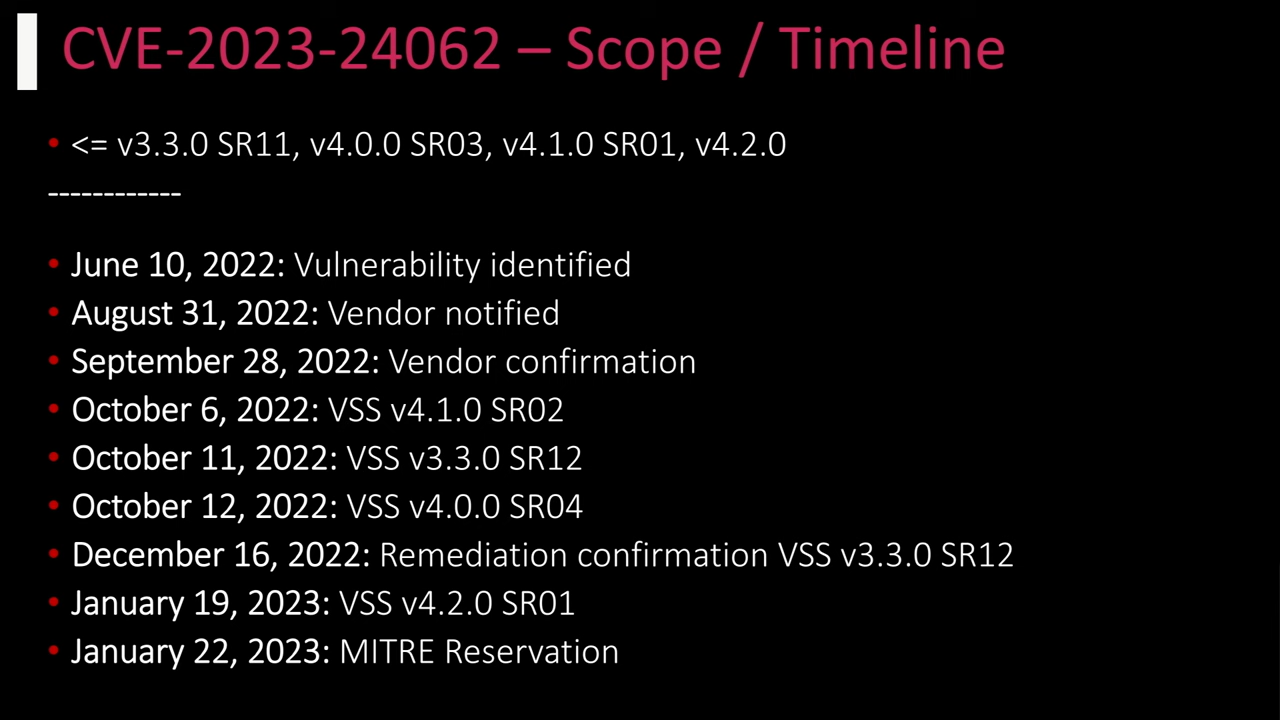 CVE-2023-24062 – Scope / Timeline
• <= v3.3.0 SR11, v4.0.0 SR03, v4.1.0 SR01, v4.2.0
------------
• June 10, 2022: Vulnerability identified
• August 31, 2022: Vendor notified
• September 28, 2022: Vendor confirmation
• October 6, 2022: VSS v4.1.0 SR02
• October 11, 2022: VSS v3.3.0 SR12
• October 12, 2022: VSS v4.0.0 SR04
• December 16, 2022: Remediation confirmation VSS v3.3.0 SR12
• January 19, 2023: VSS v4.2.0 SR01
• January 22, 2023: MITRE Reservation